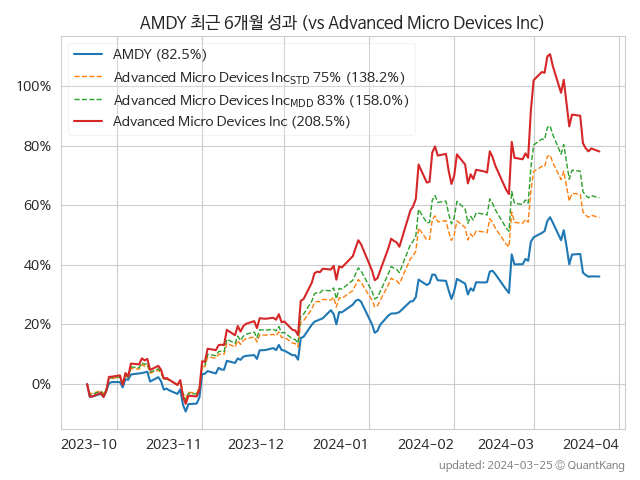 AMDY 최근 6개월 성과 (vs Advanced Micro Devices Inc)
AMDY (82.5%)
Advanced Micro Devices Inc_STD 75% (138.2%)
Advanced Micro Devices Inc_MDD 83% (158.0%)
Advanced Micro Devices Inc (208.5%)
100%
80%
60%
40%
20%
0%
2023-10
2023-11
2023-12
2024-01
2024-02
2024-03
2024-04
updated: 2024-03-25 © QuantKang